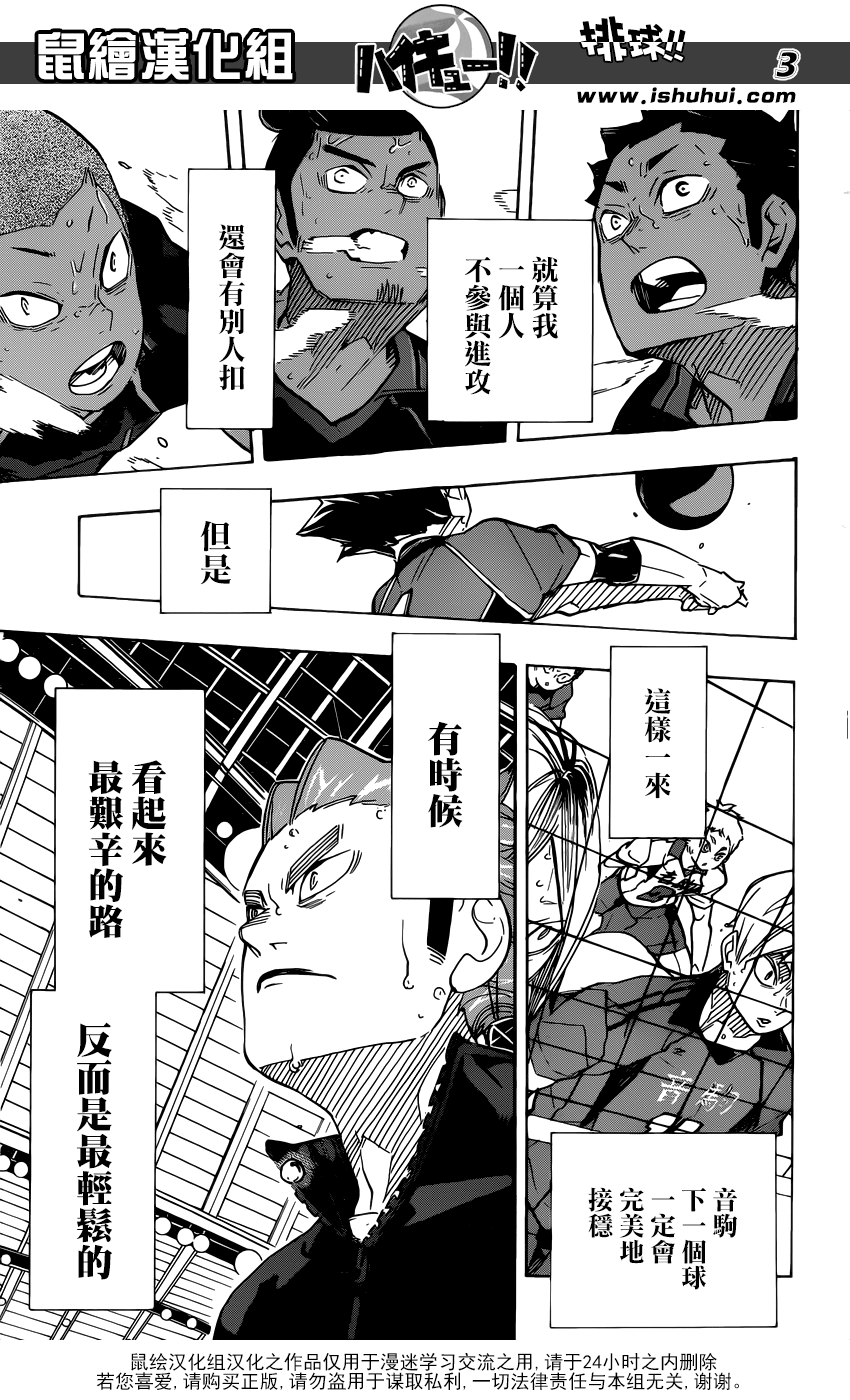 鼠繪漢化組
ハイキュー!!
排球!!
3
www.ishuhui.com
就算我
一個人
不參與進攻
還會有別人扣
但是
這樣一來
音駒
下一個球
一定會
完美地
接穩
音駒
有時候
看起來
最艱辛的路
反而是最輕鬆的
鼠绘汉化组汉化之作品仅用于漫迷学习交流之用, 请于24小时之内删除
若您喜爱, 请购买正版, 请勿盗用于谋取私利, 一切法律责任与本组无关, 谢谢。